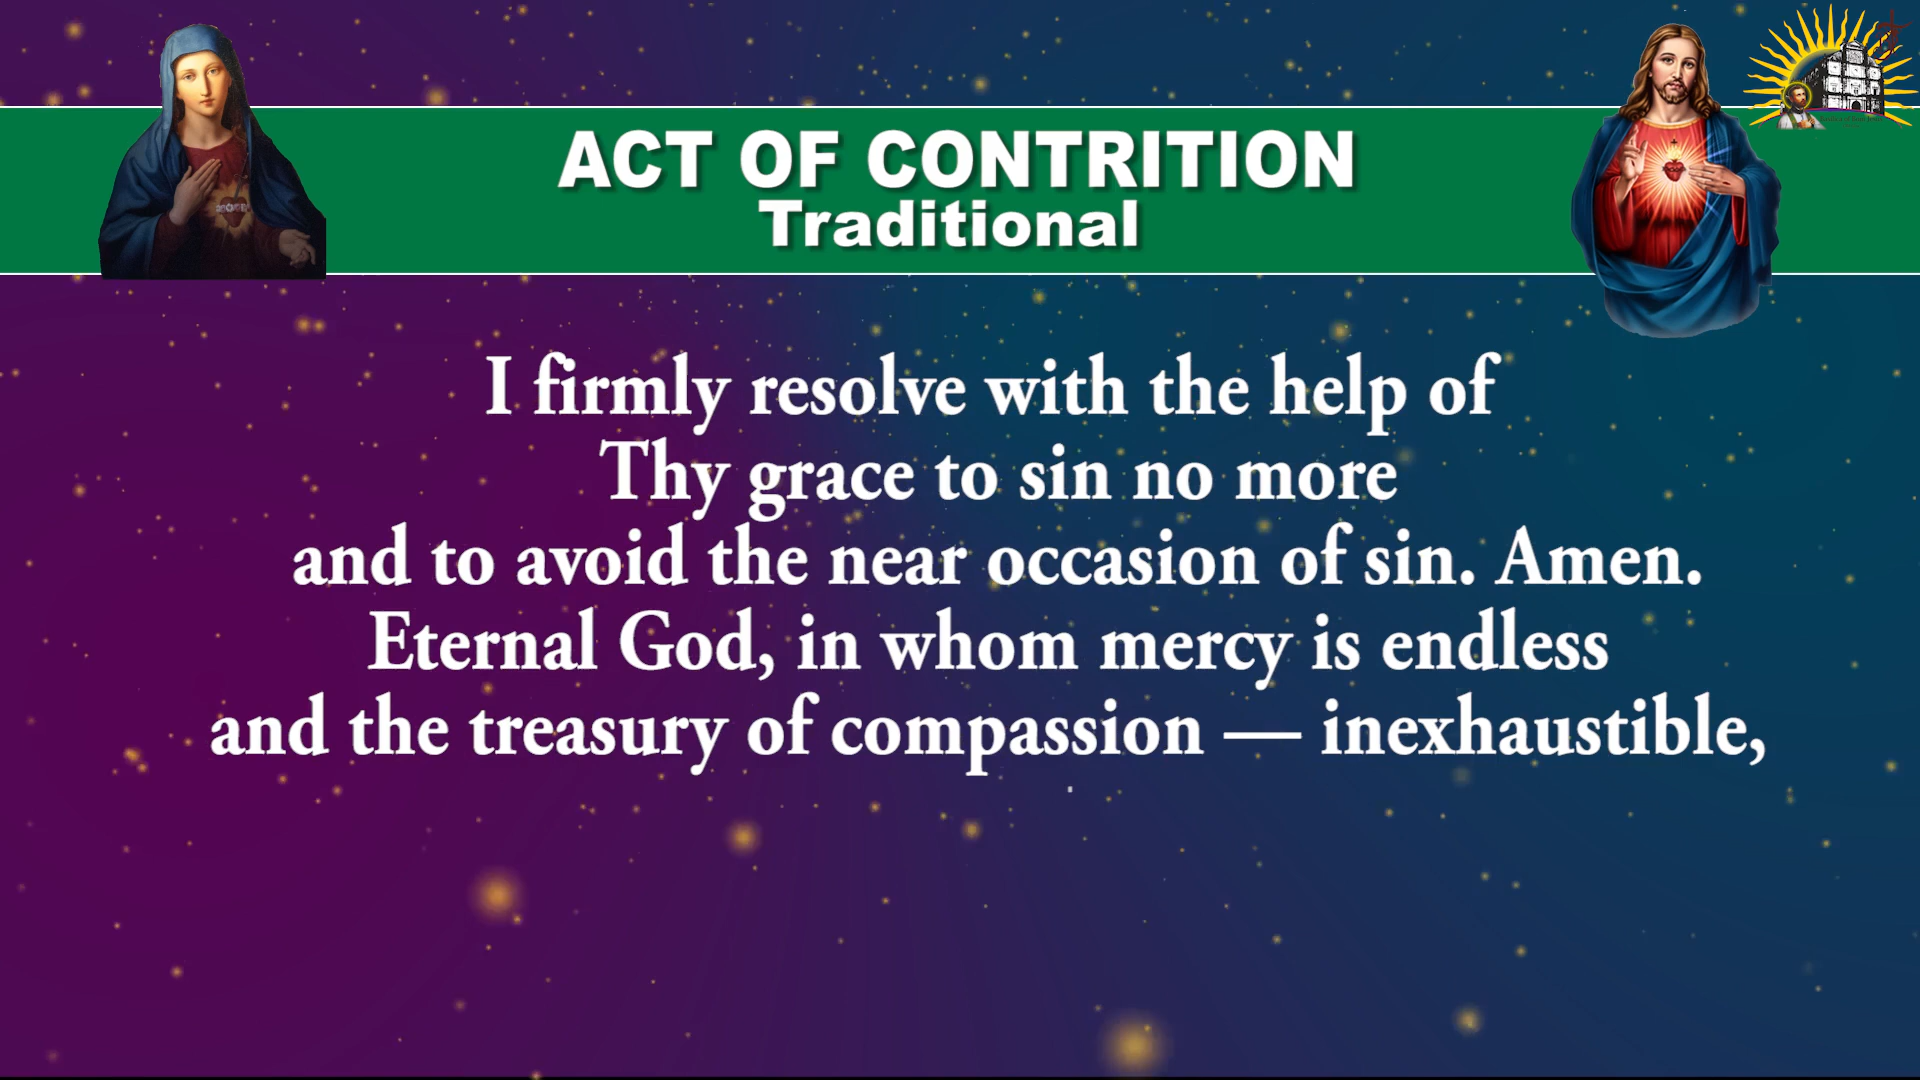 ACT OF CONTRITION
Traditional
I firmly resolve with the help of
Thy grace to sin no more
and to avoid the near occasion of sin. Amen.
Eternal God, in whom mercy is endless
and the treasury of compassion — inexhaustible,